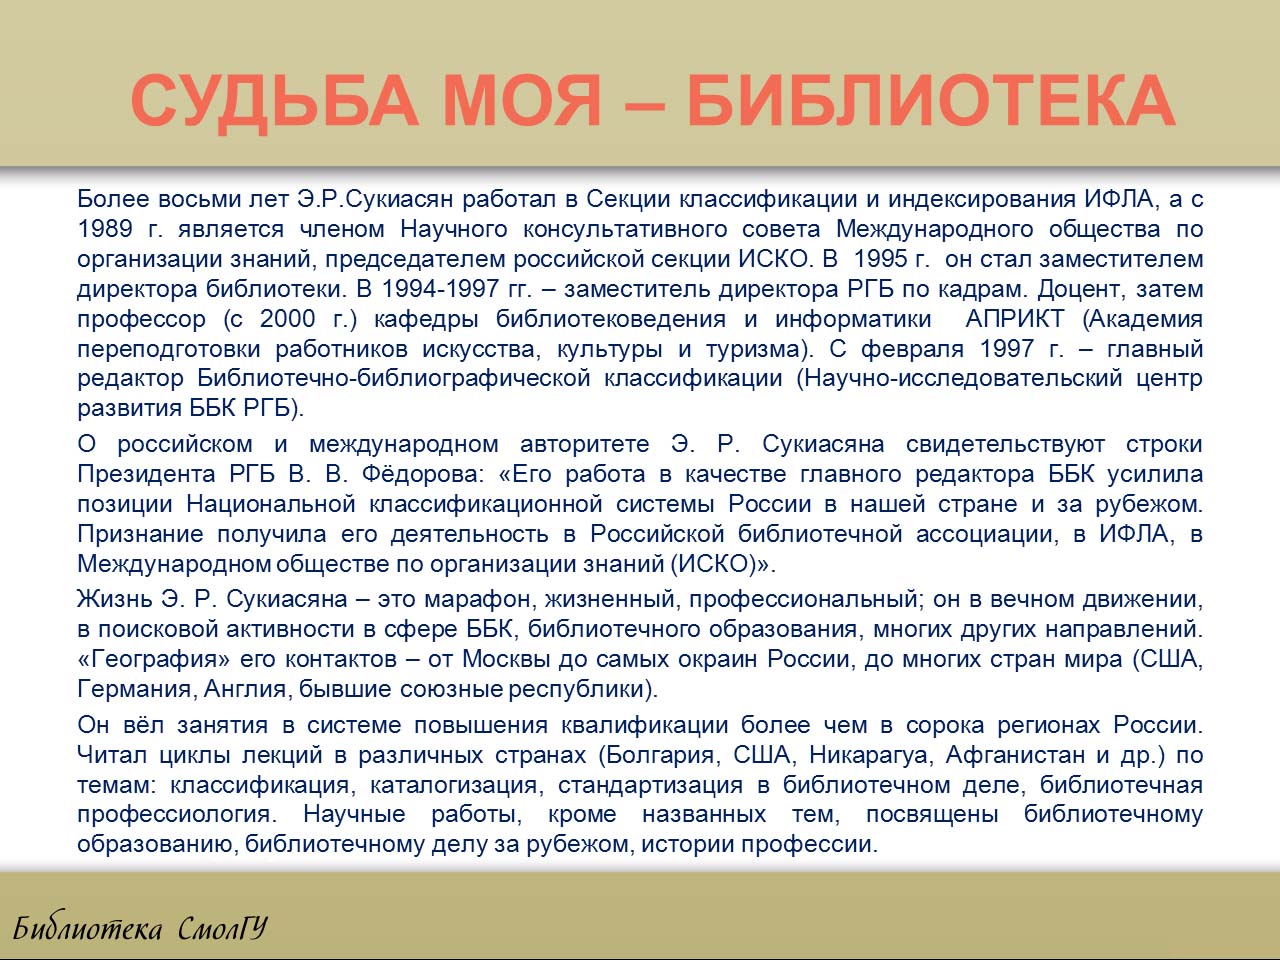 СУДЬБА МОЯ – БИБЛИОТЕКА
Более восьми лет Э.Р.Сукиасян работал в Секции классификации и индексирования ИФЛА, а с
1989 г. является членом Научного консультативного совета Международного общества по
организации знаний, председателем российской секции ИСКО. В 1995 г. он стал заместителем
директора библиотеки. В 1994-1997 гг. – заместитель директора РГБ по кадрам. Доцент, затем
профессор (с 2000 г.) кафедры библиотековедения и информатики АПРИКТ (Академия
переподготовки работников искусства, культуры и туризма). С февраля 1997 г. – главный
редактор Библиотечно-библиографической классификации (Научно-исследовательский центр
развития ББК РГБ).
О российском и международном авторитете Э. Р. Сукиасяна свидетельствуют строки
Президента РГБ В. В. Фёдорова: «Его работа в качестве главного редактора ББК усилила
позиции Национальной классификационной системы России в нашей стране и за рубежом.
Признание получила его деятельность в Российской библиотечной ассоциации, в ИФЛА, в
Международном обществе по организации знаний (ИСКО)».
Жизнь Э. Р. Сукиасяна – это марафон, жизненный, профессиональный; он в вечном движении,
в поисковой активности в сфере ББК, библиотечного образования, многих других направлений.
«География» его контактов – от Москвы до самых окраин России, до многих стран мира (США,
Германия, Англия, бывшие союзные республики).
Он вёл занятия в системе повышения квалификации более чем в сорока регионах России.
Читал циклы лекций в различных странах (Болгария, США, Никарагуа, Афганистан и др.) по
темам: классификация, каталогизация, стандартизация в библиотечном деле, библиотечная
профессиология. Научные работы, кроме названных тем, посвящены библиотечному
образованию, библиотечному делу за рубежом, истории профессии.
Библиотека СмолГУ